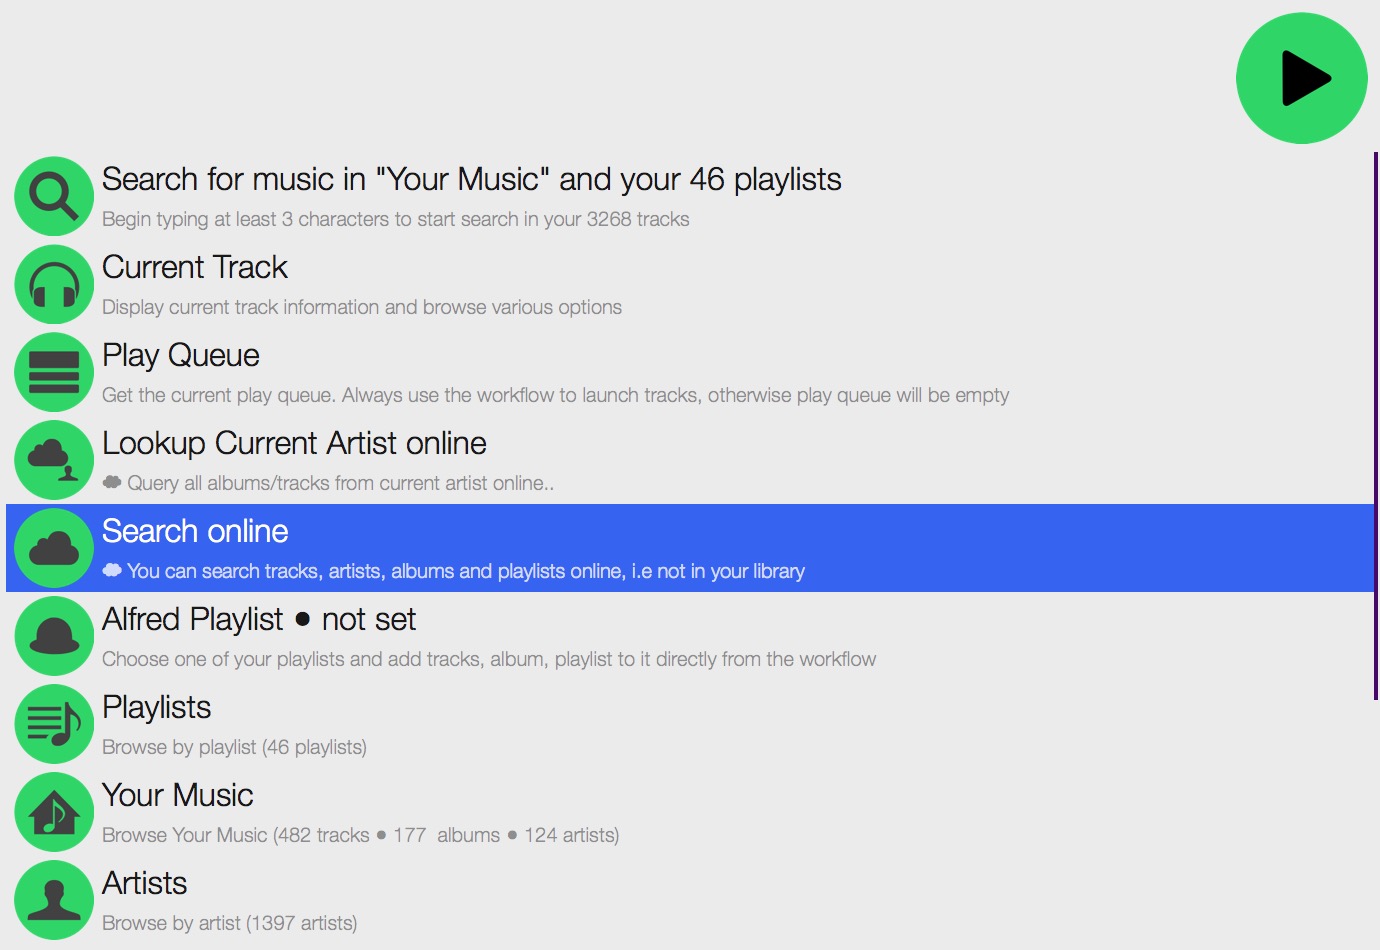 Search for music in "Your Music" and your 46 playlists
Begin typing at least 3 characters to start search in your 3268 tracks
Current Track
Display current track information and browse various options
Play Queue
Get the current play queue. Always use the workflow to launch tracks, otherwise play queue will be empty
Lookup Current Artist online
Query all albums/tracks from current artist online..
Search online
You can search tracks, artists, albums and playlists online, i.e not in your library
Alfred Playlist ● not set
Choose one of your playlists and add tracks, album, playlist to it directly from the workflow
Playlists
Browse by playlist (46 playlists)
Your Music
Browse Your Music (482 tracks ● 177  albums ● 124 artists)
Artists
Browse by artist (1397 artists)